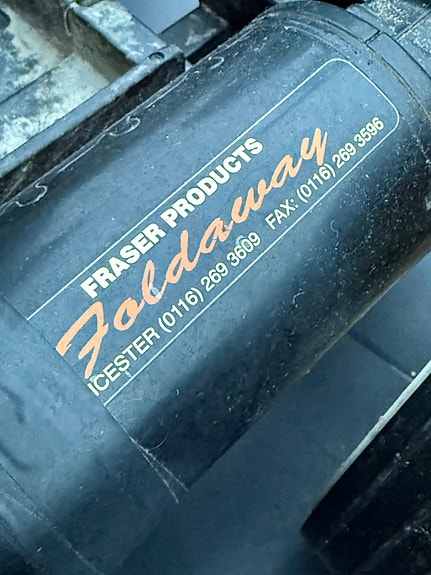 FRASER PRODUCTS
Foldaway
ICESTER (0116) 269 3609 FAX: (0116) 269 3596